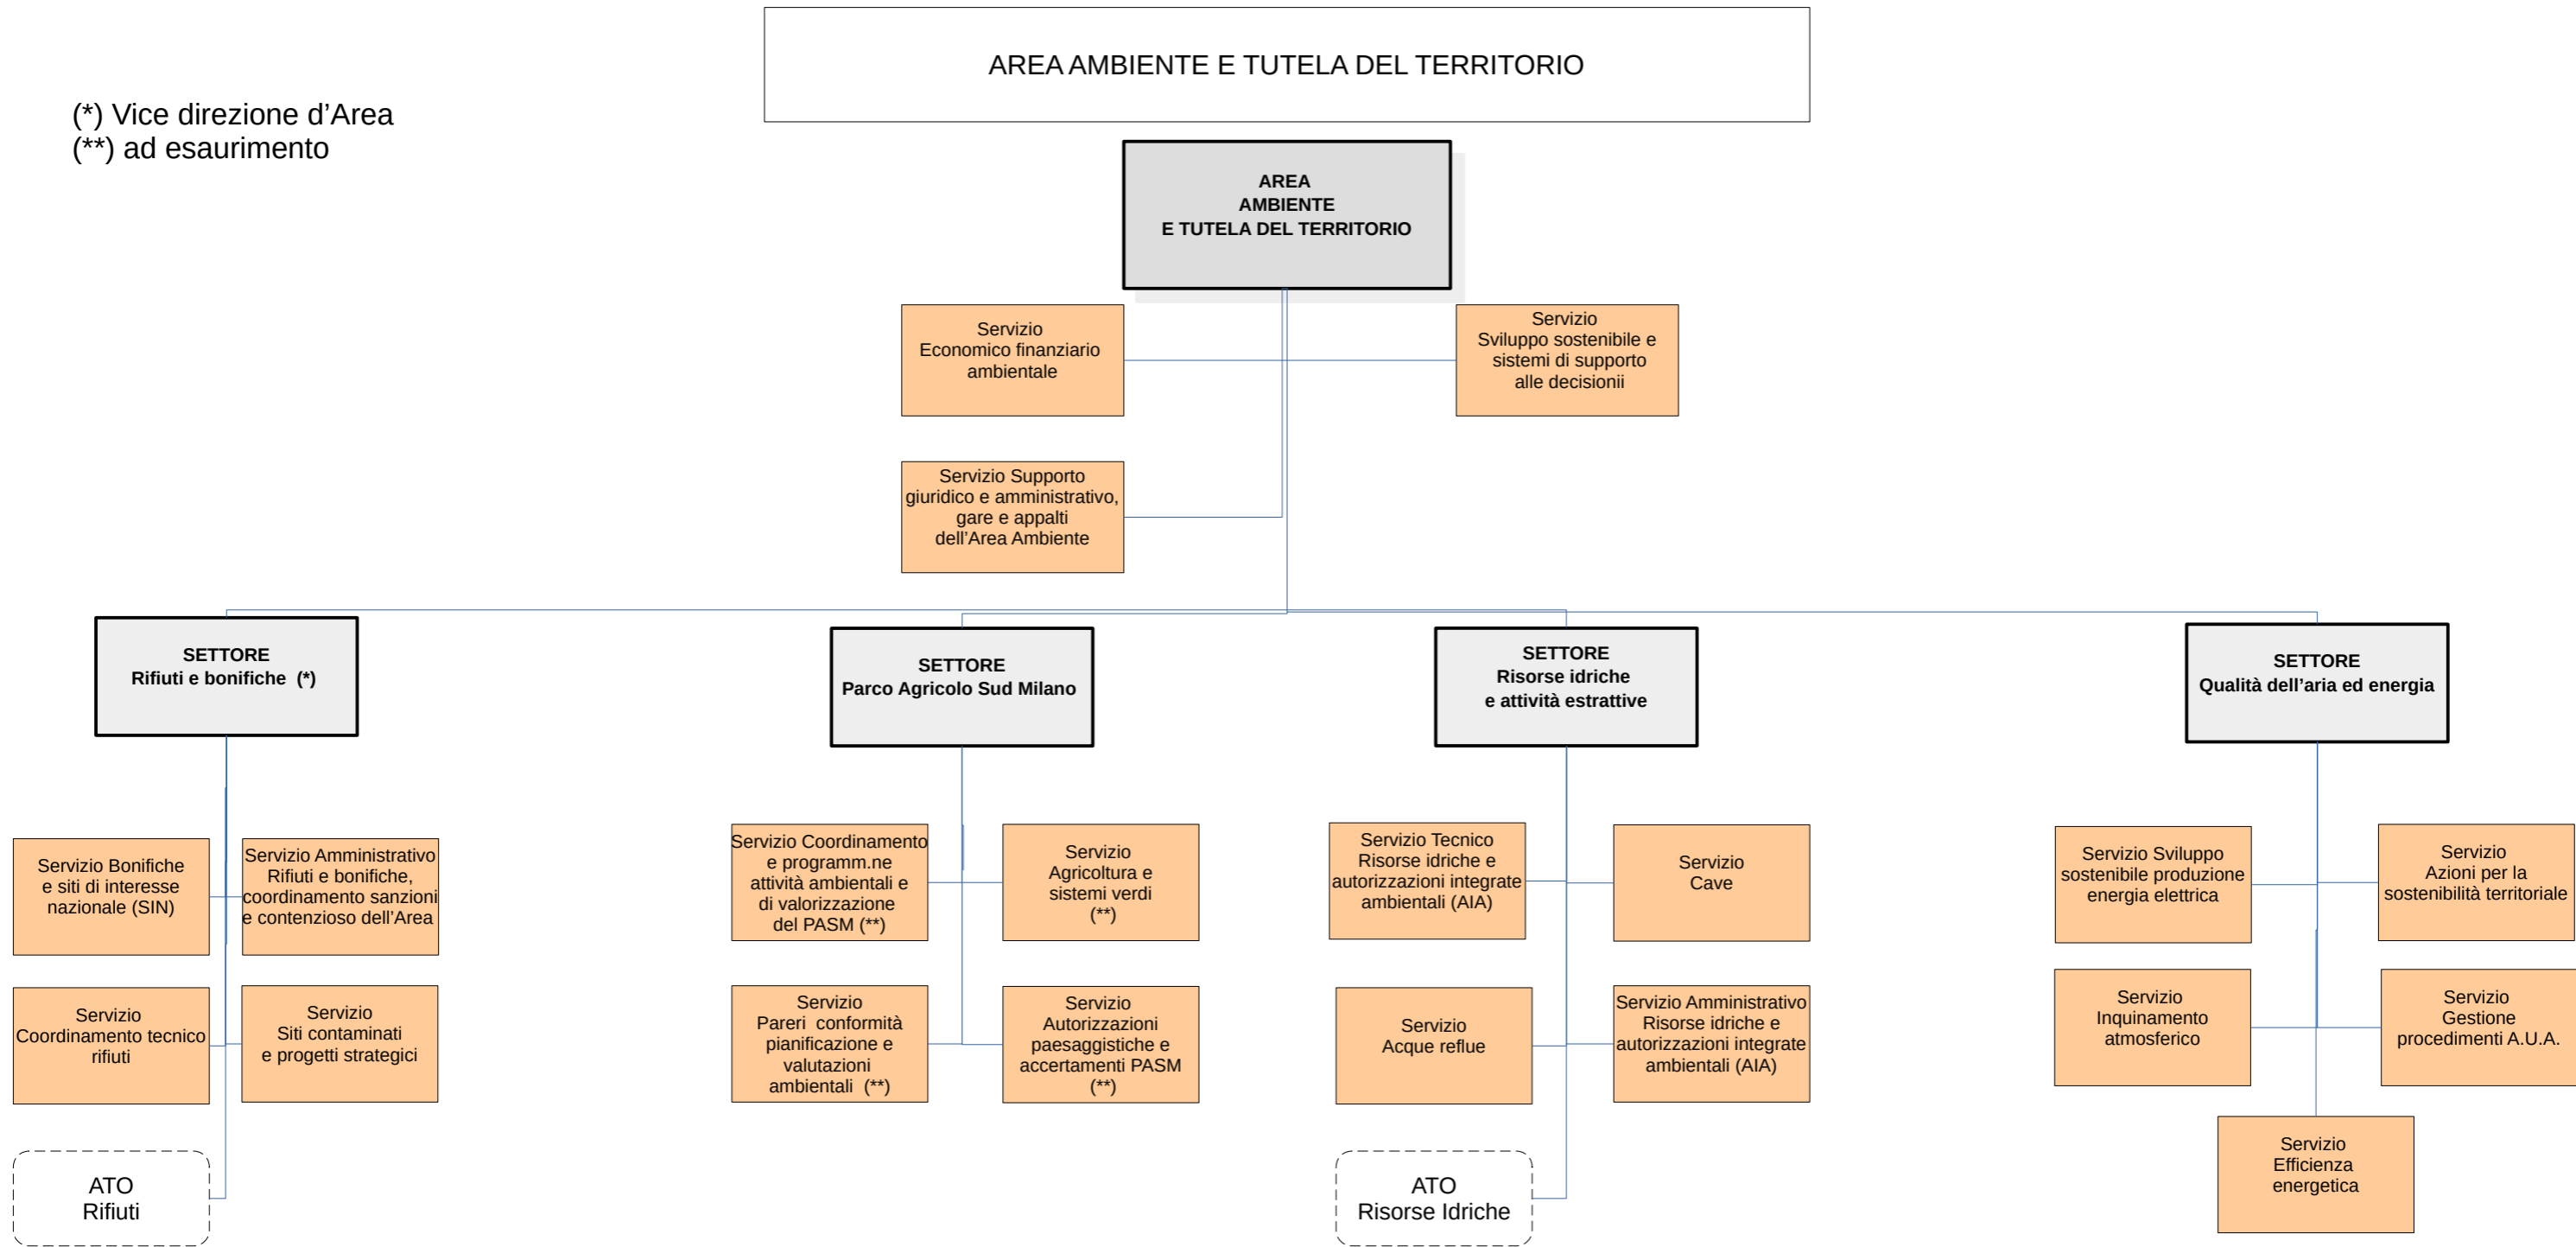 AREA AMBIENTE E TUTELA DEL TERRITORIO
(*) Vice direzione d’Area
(**) ad esaurimento
AREA
AMBIENTE
E TUTELA DEL TERRITORIO
Servizio
Economico finanziario
ambientale
Servizio
Sviluppo sostenibile e
sistemi di supporto
alle decisionii
Servizio Supporto
giuridico e amministrativo,
gare e appalti
dell’Area Ambiente
SETTORE
Rifiuti e bonifiche (*)
SETTORE
Parco Agricolo Sud Milano
SETTORE
Risorse idriche
e attività estrattive
SETTORE
Qualità dell’aria ed energia
Servizio Bonifiche
e siti di interesse
nazionale (SIN)
Servizio Amministrativo
Rifiuti e bonifiche,
coordinamento sanzioni
e contenzioso dell’Area
Servizio Coordinamento
e programm.ne
attività ambientali e
di valorizzazione
del PASM (**)
Servizio
Agricoltura e
sistemi verdi
(**)
Servizio Tecnico
Risorse idriche e
autorizzazioni integrate
ambientali (AIA)
Servizio
Cave
Servizio Sviluppo
sostenibile produzione
energia elettrica
Servizio
Azioni per la
sostenibilità territoriale
Servizio
Coordinamento tecnico
rifiuti
Servizio
Siti contaminati
e progetti strategici
Servizio
Pareri conformità
pianificazione e
valutazioni
ambientali (**)
Servizio
Autorizzazioni
paesaggistiche e
accertamenti PASM
(**)
Servizio
Acque reflue
Servizio Amministrativo
Risorse idriche e
autorizzazioni integrate
ambientali (AIA)
Servizio
Inquinamento
atmosferico
Servizio
Gestione
procedimenti A.U.A.
ATO
Rifiuti
ATO
Risorse Idriche
Servizio
Efficienza
energetica